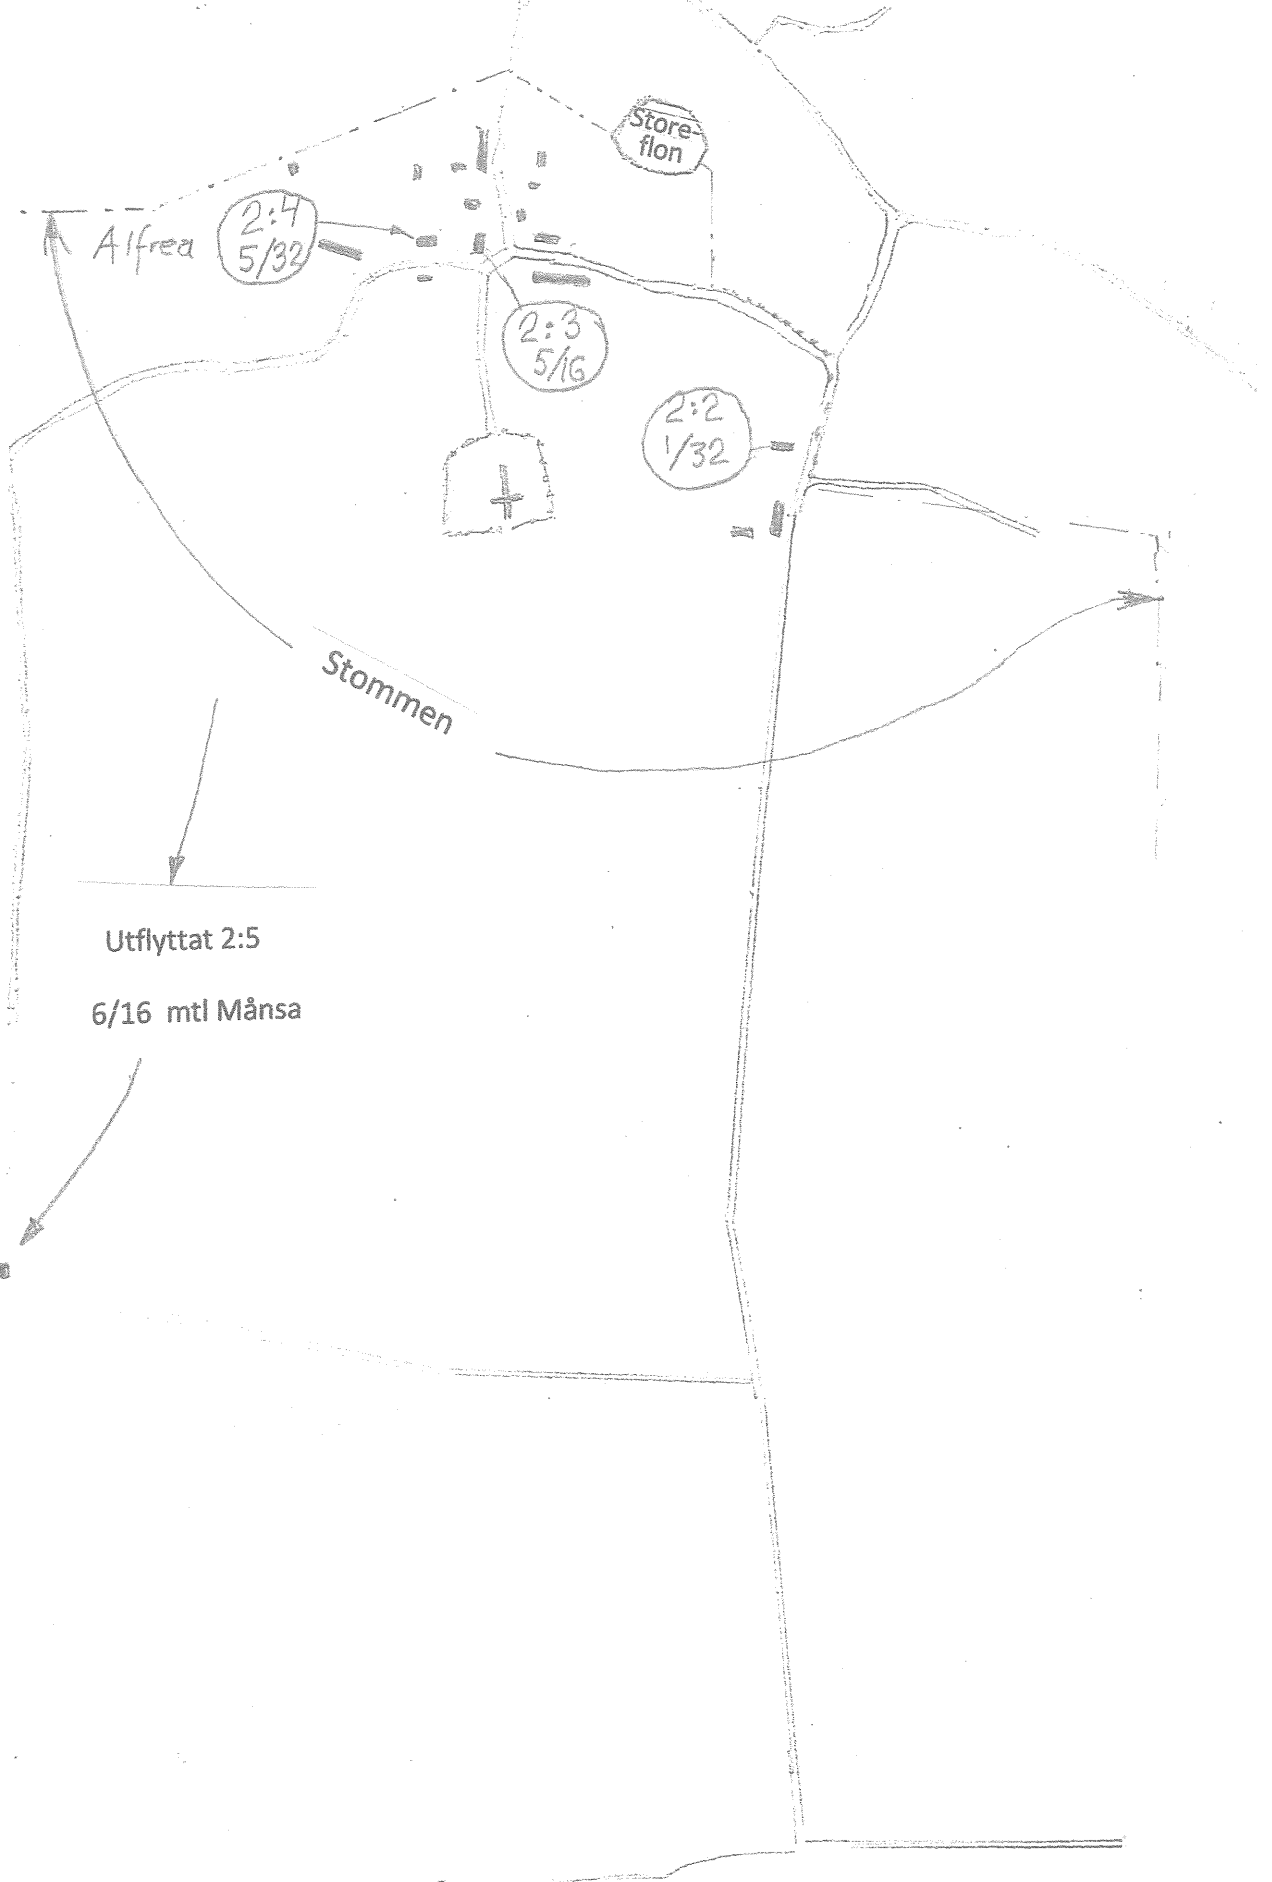 Store-
flon
2:4
5/32
Alfred
2:3
5/16
2:2
1/32
Stommen
Utflyttat 2:5
6/16 mtl Månsa